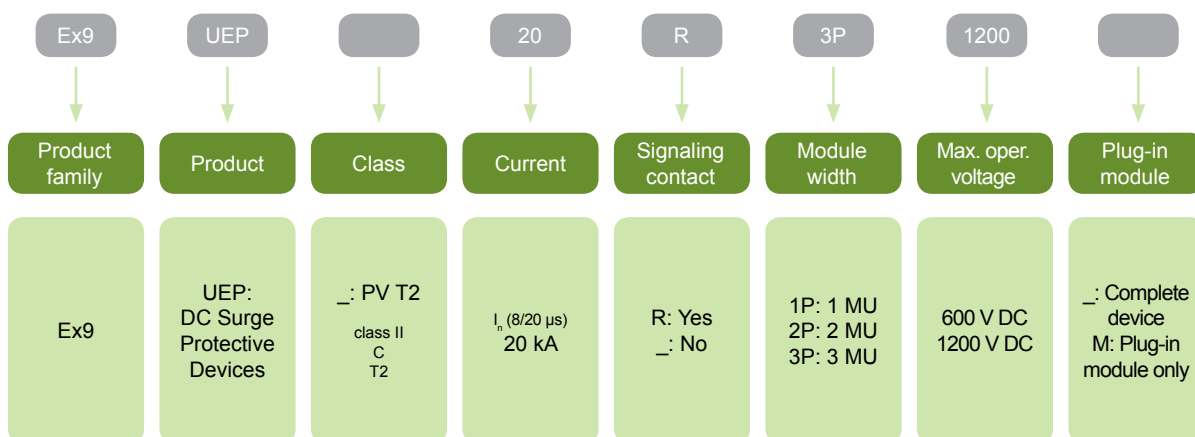 Ex9
UEP
20
R
3P
1200
Product
family
Product
Class
Current
Signaling
contact
Module
width
Max. oper.
voltage
Plug-in
module
Ex9
UEP:
DC Surge
Protective
Devices
_: PV T2
class II
C
T2
In (8/20 µs)
20 kA
R: Yes
_: No
1P: 1 MU
2P: 2 MU
3P: 3 MU
600 V DC
1200 V DC
_: Complete
device
M: Plug-in
module only